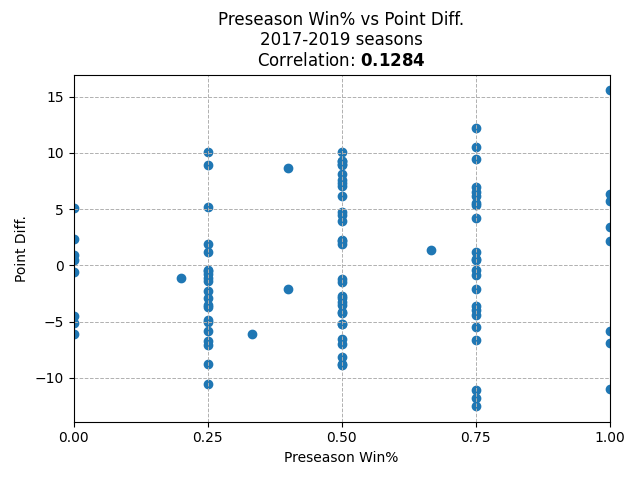 Preseason Win% vs Point Diff.
2017-2019 seasons
Correlation: 0.1284
Point Diff.
15
10
5
0
−5
−10
0.00 0.25 0.50 0.75 1.00
Preseason Win%